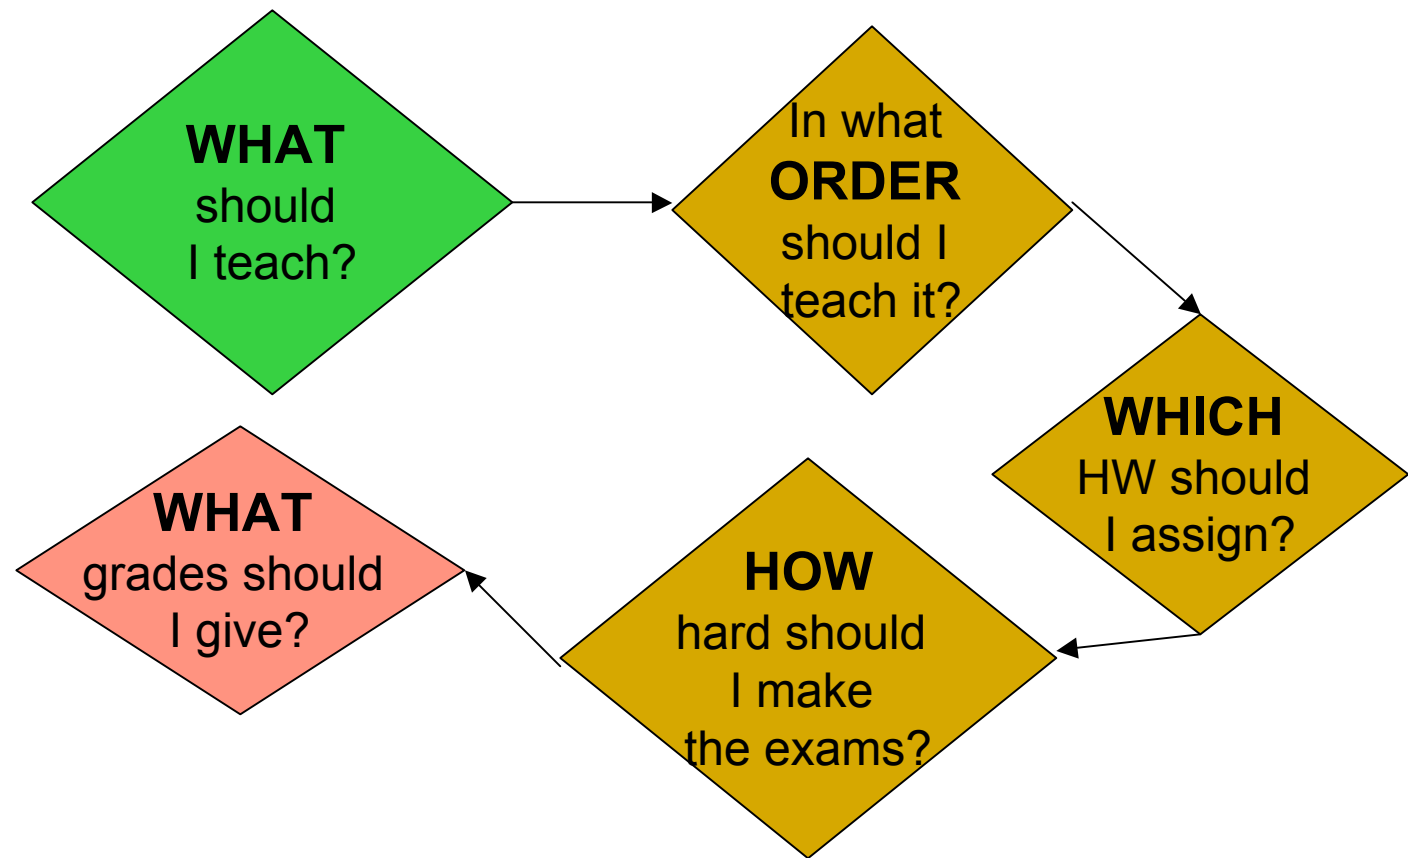 WHAT
should
I teach?
In what
ORDER
should I
teach it?
WHICH
HW should
I assign?
HOW
hard should
I make
the exams?
WHAT
grades should
I give?